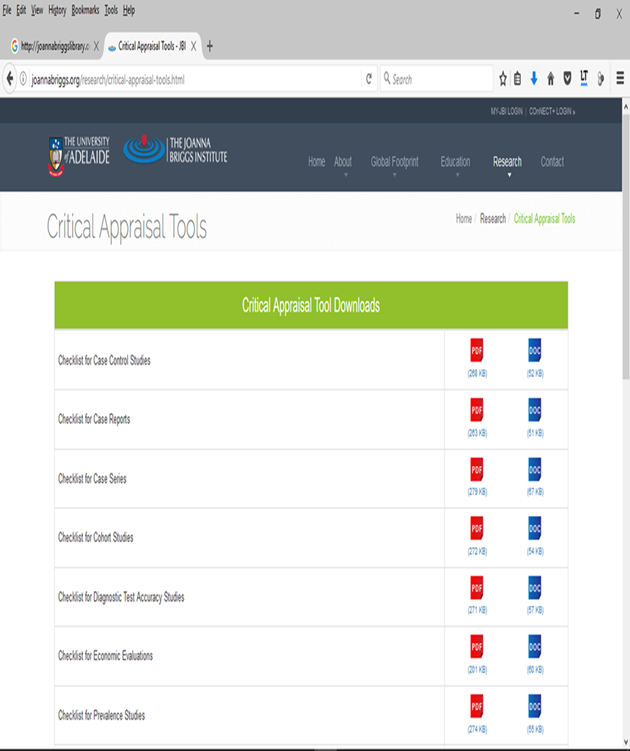 File Edit View History Bookmarks Tools Help
http://joannabriggslibrary.o
Critical Appraisal Tools - JBI
joannabriggs.org/research/critical-appraisal-tools.html
Search
LT
MY-JBI LOGIN | CONNECT+ LOGIN
THE UNIVERSITY
of ADELAIDE
THE JOANNA
BRIGGS INSTITUTE
Home About Global Footprint Education Research Contact
Critical Appraisal Tools
Home / Research / Critical Appraisal Tools
Critical Appraisal Tool Downloads
Checklist for Case Control Studies
PDF DOC
(268 KB) (52 KB)
Checklist for Case Reports
PDF DOC
(263 KB) (51 KB)
Checklist for Case Series
PDF DOC
(279 KB) (67 KB)
Checklist for Cohort Studies
PDF DOC
(272 KB) (54 KB)
Checklist for Diagnostic Test Accuracy Studies
PDF DOC
(271 KB) (57 KB)
Checklist for Economic Evaluations
PDF DOC
(201 KB) (60 KB)
Checklist for Prevalence Studies
PDF DOC
(274 KB) (55 KB)